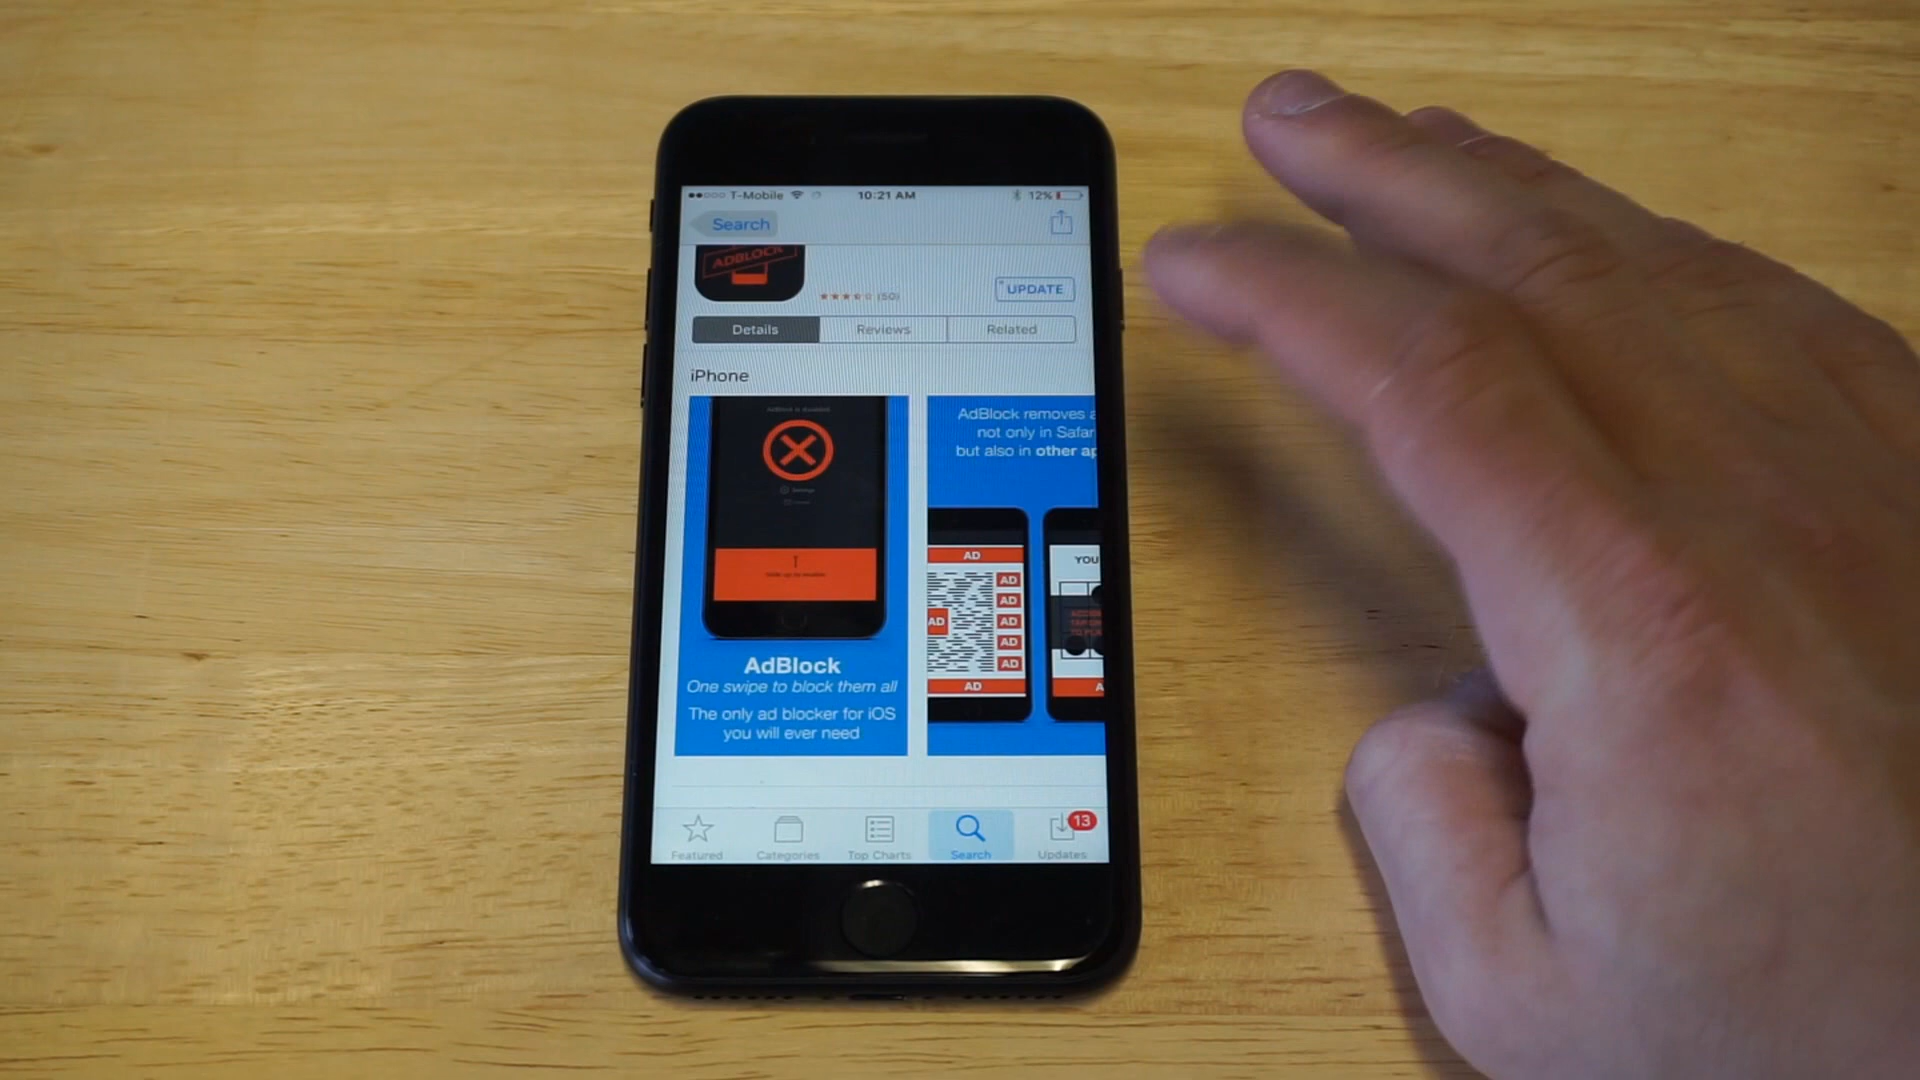 T-Mobile
10:21 AM
12%
Search
ADBLOCK
(50)
UPDATE
Details
Reviews
Related
iPhone
AdBlock
One swipe to block them all
The only ad blocker for iOS
you will ever need
AdBlock removes a
not only in Safar
but also in other ap
AD
AD
AD
AD
AD
AD
AD
AD
YOU
A
Featured
Categories
Top Charts
Search
Updates
13